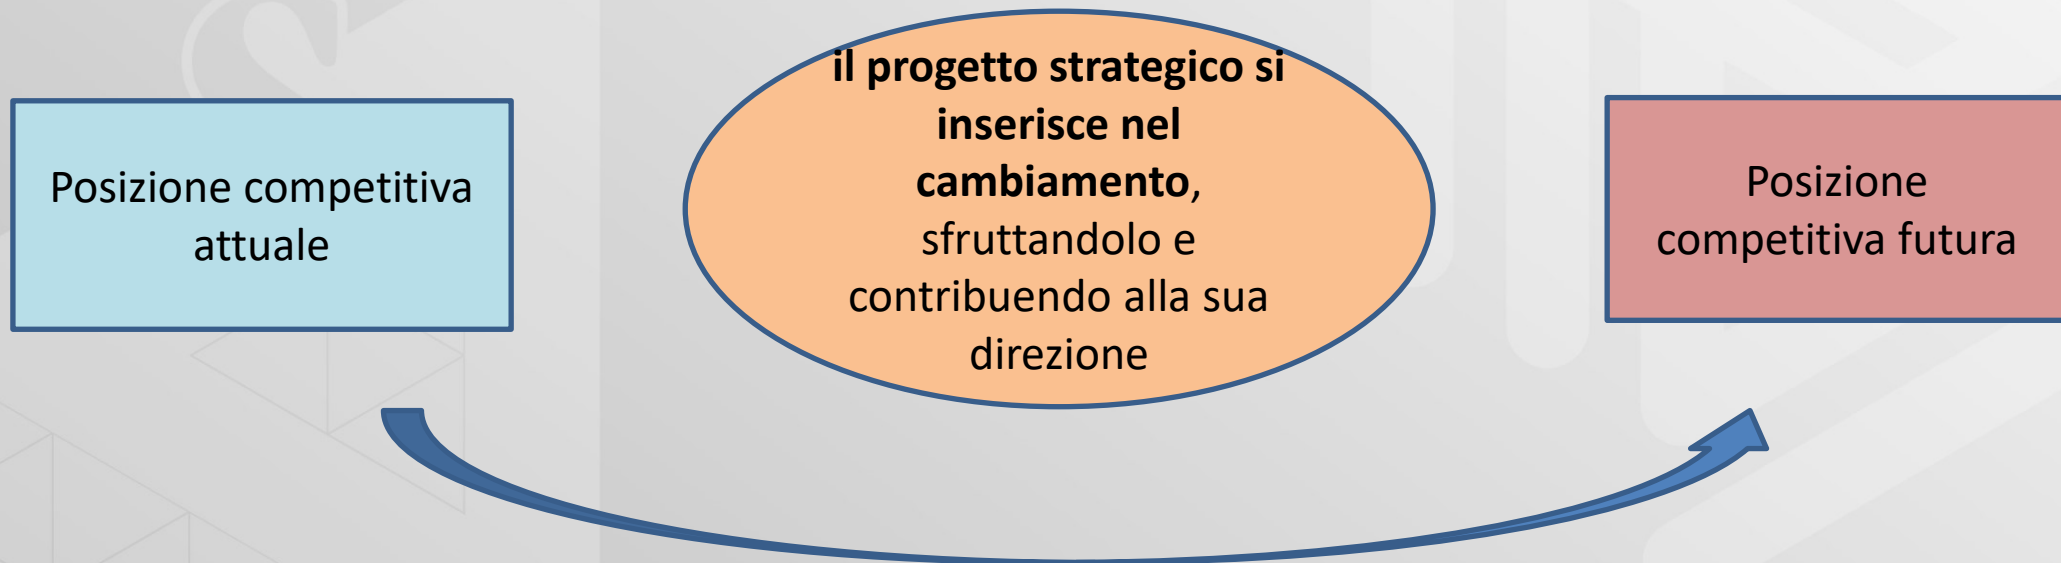 Posizione competitiva
attuale
il progetto strategico si
inserisce nel
cambiamento,
sfruttandolo e
contribuendo alla sua
direzione
Posizione
competitiva futura